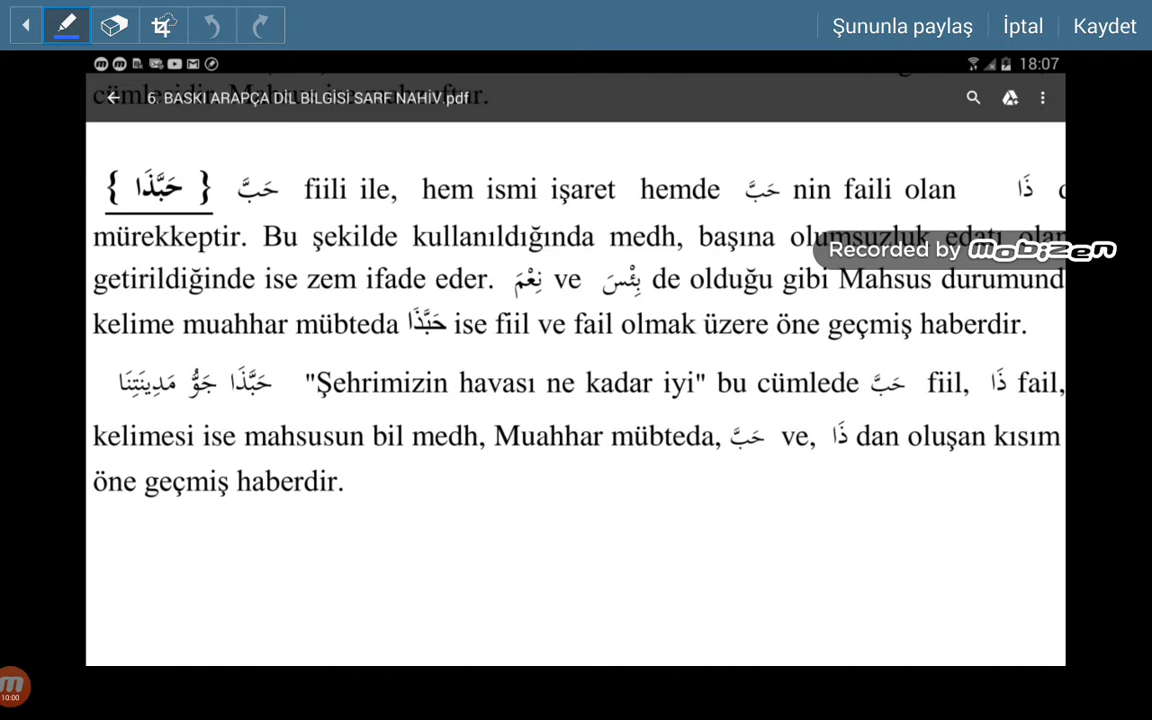 Şununla paylaş İptal Kaydet
18:07
6. BASKI ARAPÇA DİL BİLGİSİ SARF NAHİV.pdf
{ حَبَّذَا } حَبَّ fiili ile, hem ismi işaret hemde حَبَّ nin faili olan ذَا
mürekkeptir. Bu şekilde kullanıldığında medh, başına olumsuzluk edatı olan
Recorded by mobizen
getirildiğinde ise zem ifade eder. نِعْمَ ve بِئْسَ de olduğu gibi Mahsus durumund
kelime muahhar mübteda حَبَّذَا ise fiil ve fail olmak üzere öne geçmiş haberdir.
حَبَّذَا جَوُّ مَدِينَتِنَا "Şehrimizin havası ne kadar iyi" bu cümlede حَبَّ fiil, ذَا fail,
kelimesi ise mahsusun bil medh, Muahhar mübteda, حَبَّ ve, ذَا dan oluşan kısım
öne geçmiş haberdir.
10:00